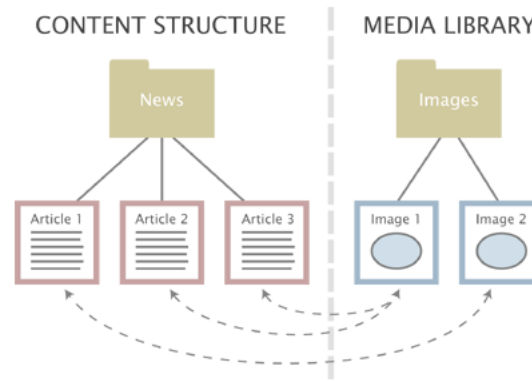 CONTENT STRUCTURE
MEDIA LIBRARY
News
Images
Article 1
Article 2
Article 3
Image 1
Image 2